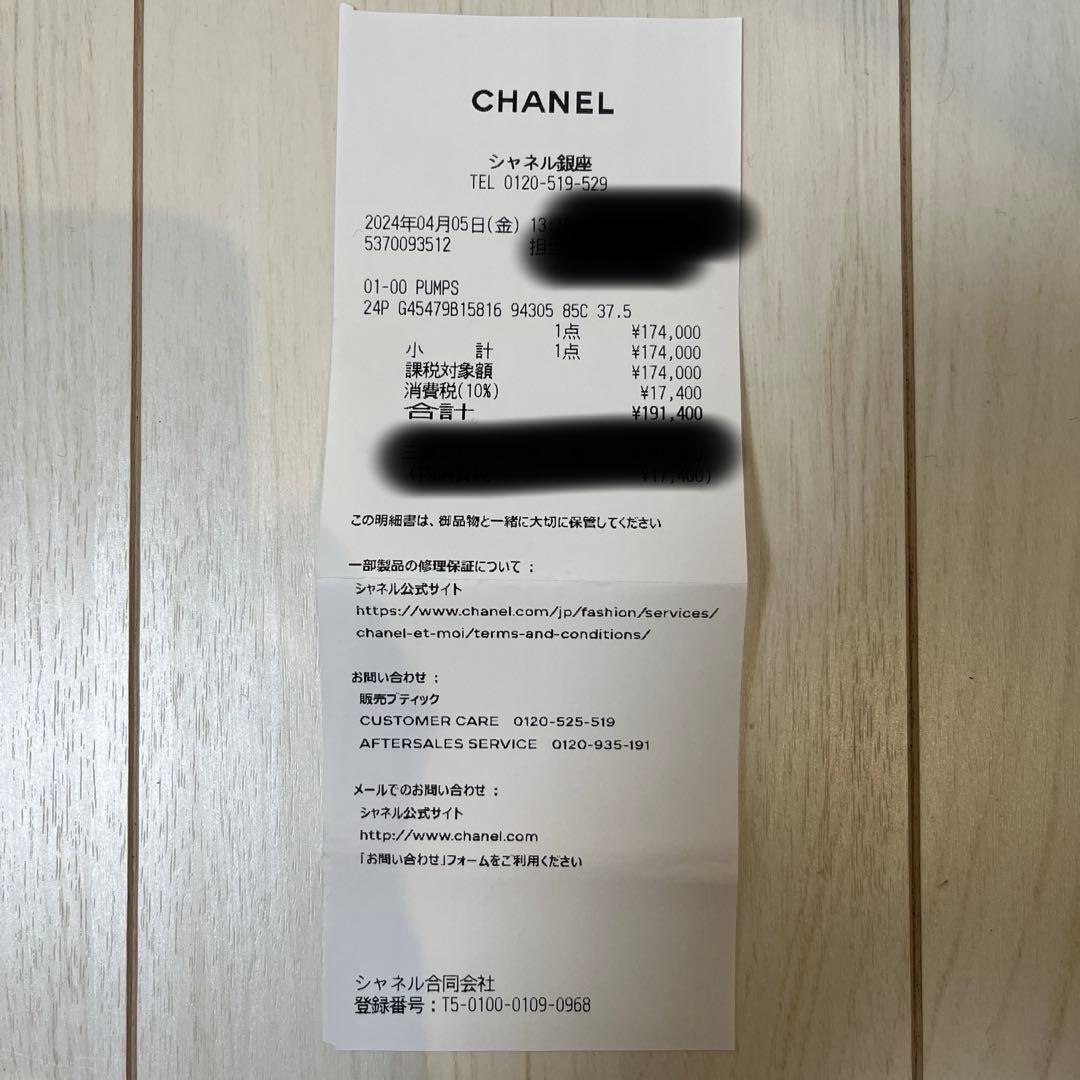 CHANEL
シャネル銀座
TEL 0120-519-529
2024年04月05日(金) 13:
5370093512 担当
01-00 PUMPS
24P G45479B15816 94305 85C 37.5
1点 ¥174,000
小 計 1点 ¥174,000
課税対象額 ¥174,000
消費税(10%) ¥17,400
合計 ¥191,400
¥17,400)
この明細書は、御品物と一緒に大切に保管してください
一部製品の修理保証について :
シャネル公式サイト
https://www.chanel.com/jp/fashion/services/
chanel-et-moi/terms-and-conditions/
お問い合わせ :
販売ブティック
CUSTOMER CARE 0120-525-519
AFTERSALES SERVICE 0120-935-191
メールでのお問い合わせ :
シャネル公式サイト
http://www.chanel.com
「お問い合わせ」フォームをご利用ください
シャネル合同会社
登録番号：T5-0100-0109-0968